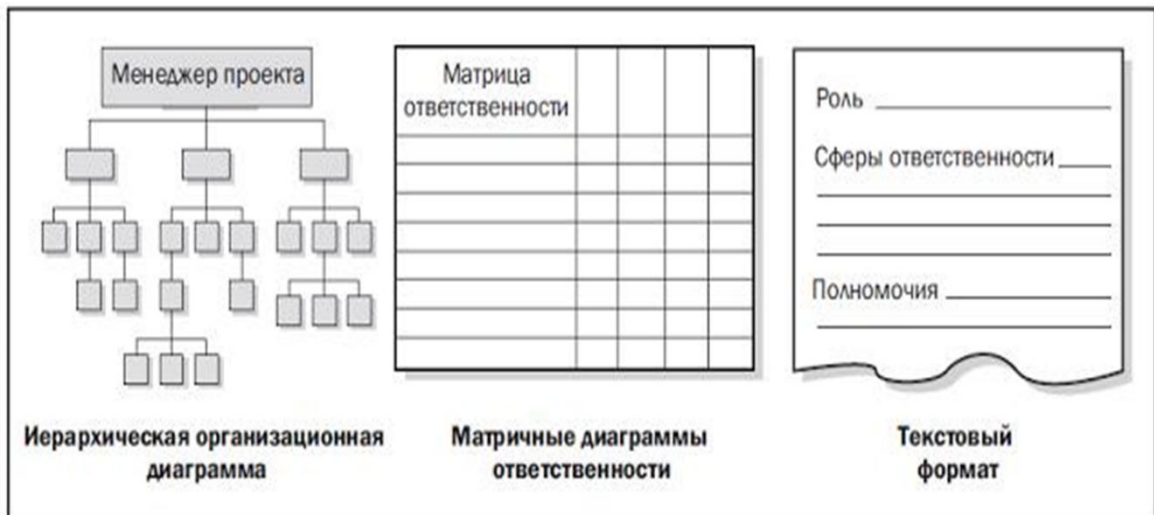 Менеджер проекта
Матрица
ответственности
Роль
Сферы ответственности
Полномочия
Иерархическая организационная
диаграмма
Матричные диаграммы
ответственности
Текстовый
формат